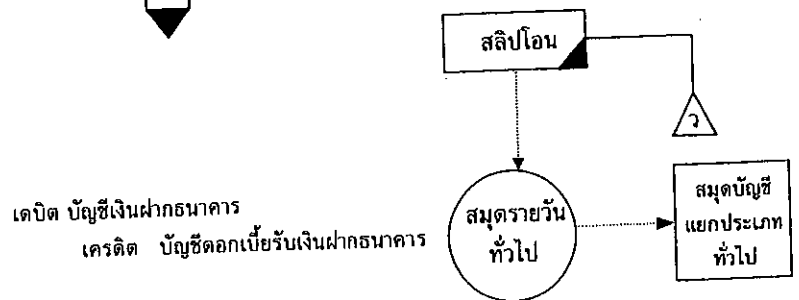 สลิปโอน
ว
เดบิต บัญชีเงินฝากธนาคาร
เครดิต บัญชีดอกเบี้ยรับเงินฝากธนาคาร
สมุดรายวัน
ทั่วไป
สมุดบัญชี
แยกประเภท
ทั่วไป